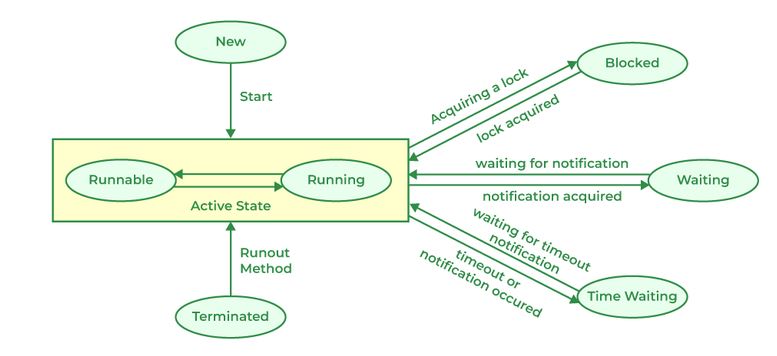 New
Start
Blocked
Acquiring a lock
lock acquired
Runnable
Running
Active State
waiting for notification
notification acquired
Waiting
waiting for timeout
notification
timeout or
notification occured
Time Waiting
Runout
Method
Terminated